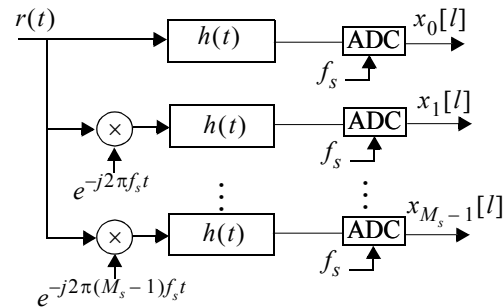 r(t)
h(t)
ADC
x_0[l]
f_s
h(t)
ADC
x_1[l]
e^{-j2πf_s t}
f_s
h(t)
ADC
x_{M_s-1}[l]
e^{-j2π(M_s-1)f_s t}
f_s